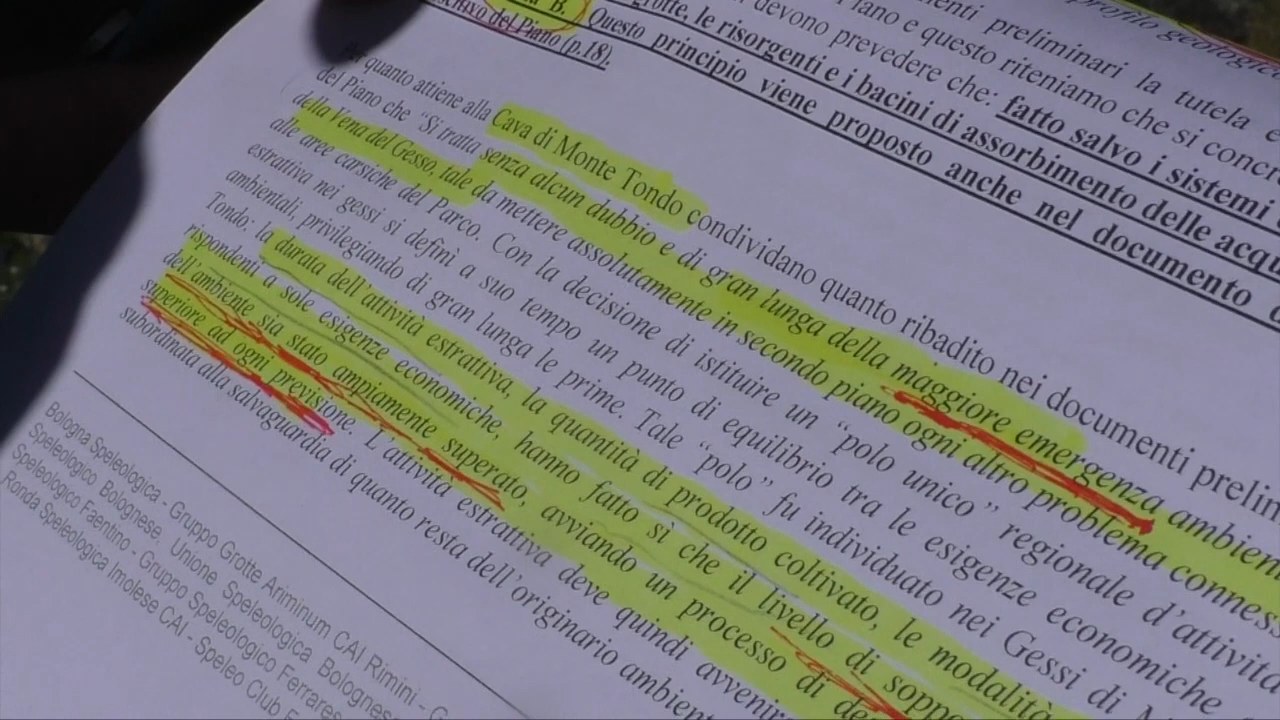 profilo geologico
enti preliminari la tutela e
Piano e questo riteniamo che si concre
devono prevedere che: fatto salvo i sistemi
grotte, le risorgenti e i bacini di assorbimento delle acqu
B. Questo principio viene proposto anche nel documento
del Piano (p.18).
quanto attiene alla Cava di Monte Tondo condividano quanto ribadito nei documenti prelim
del Piano che “Si tratta senza alcun dubbio e di gran lunga della maggiore emergenza ambien
della Vena del Gesso, tale da mettere assolutamente in secondo piano ogni altro problema conness
alle aree carsiche del Parco. Con la decisione di istituire un “polo unico” regionale d’attività
estrattiva nei gessi si definì a suo tempo un punto di equilibrio tra le esigenze economiche
ambientali, privilegiando di gran lunga le prime. Tale “polo” fu individuato nei Gessi di M
Tondo: la durata dell’attività estrattiva, la quantità di prodotto coltivato, le modalità
rispondenti a sole esigenze economiche, hanno fatto sì che il livello di sopp
dell’ambiente sia stato ampiamente superato, avviando un processo di de
superiore ad ogni previsione. L’attività estrattiva deve quindi avvenir
subordinata alla salvaguardia di quanto resta dell’originario ambient
Bologna Speleologica - Gruppo Grotte Ariminum CAI Rimini - G
Speleologico Bolognese. Unione Speleologica Bolognes
Speleologico Faentino - Gruppo Speleologico Ferrares
Ronda Speleologica Imolese CAI - Speleo Club F